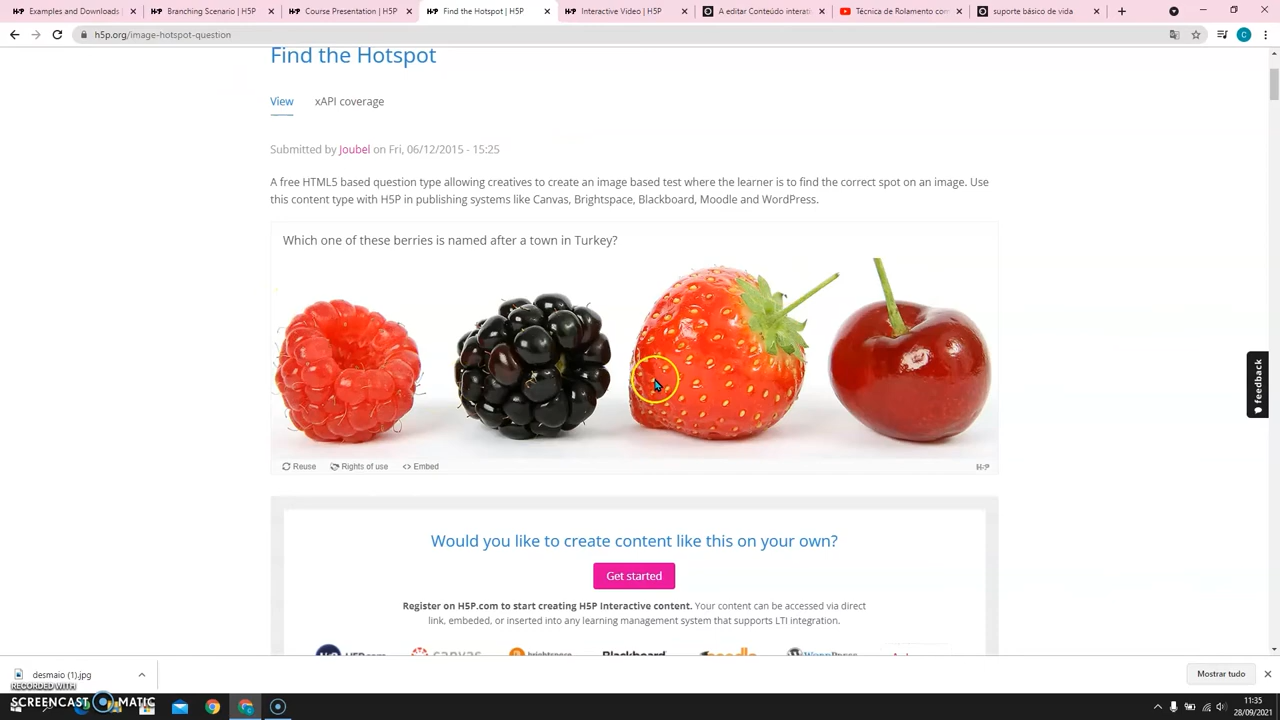 Examples and Downloads | H5P
Branching Scenario | H5P
Course Presentation | H5P
Find the Hotspot | H5P
Interactive Video | H5P
A editar Conteúdo interati
Técnica de Rolamento com
suporte básico de vida
h5p.org/image-hotspot-question
C
Find the Hotspot
View
xAPI coverage
Submitted by Joubel on Fri, 06/12/2015 - 15:25
A free HTML5 based question type allowing creatives to create an image based test where the learner is to find the correct spot on an image. Use
this content type with H5P in publishing systems like Canvas, Brightspace, Blackboard, Moodle and WordPress.
Which one of these berries is named after a town in Turkey?
feedback
Reuse
Rights of use
<> Embed
H5P
Would you like to create content like this on your own?
Get started
Register on H5P.com to start creating H5P Interactive content. Your content can be accessed via direct
link, embeded, or inserted into any learning management system that supports LTI integration.
Blackboard
desmaio (1).jpg
Mostrar tudo
RECORDED WITH
SCREENCAST MATIC
11:35
28/09/2021